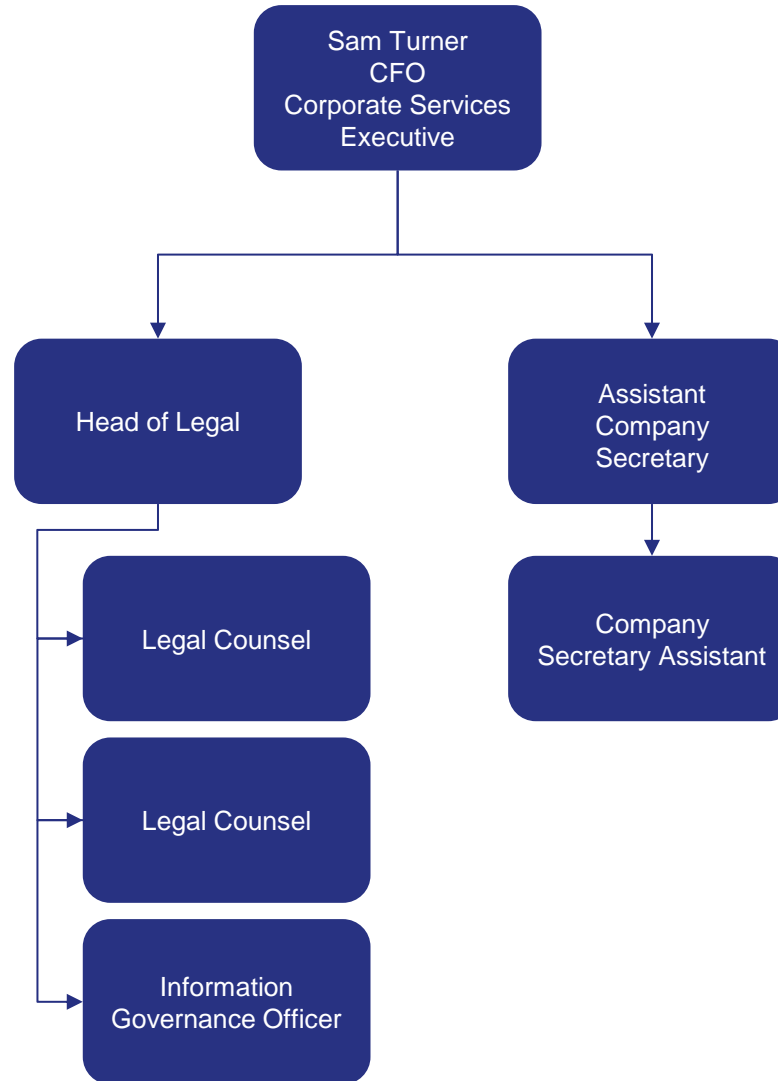 Sam Turner
CFO
Corporate Services
Executive
Head of Legal
Assistant
Company
Secretary
Legal Counsel
Company
Secretary Assistant
Legal Counsel
Information
Governance Officer